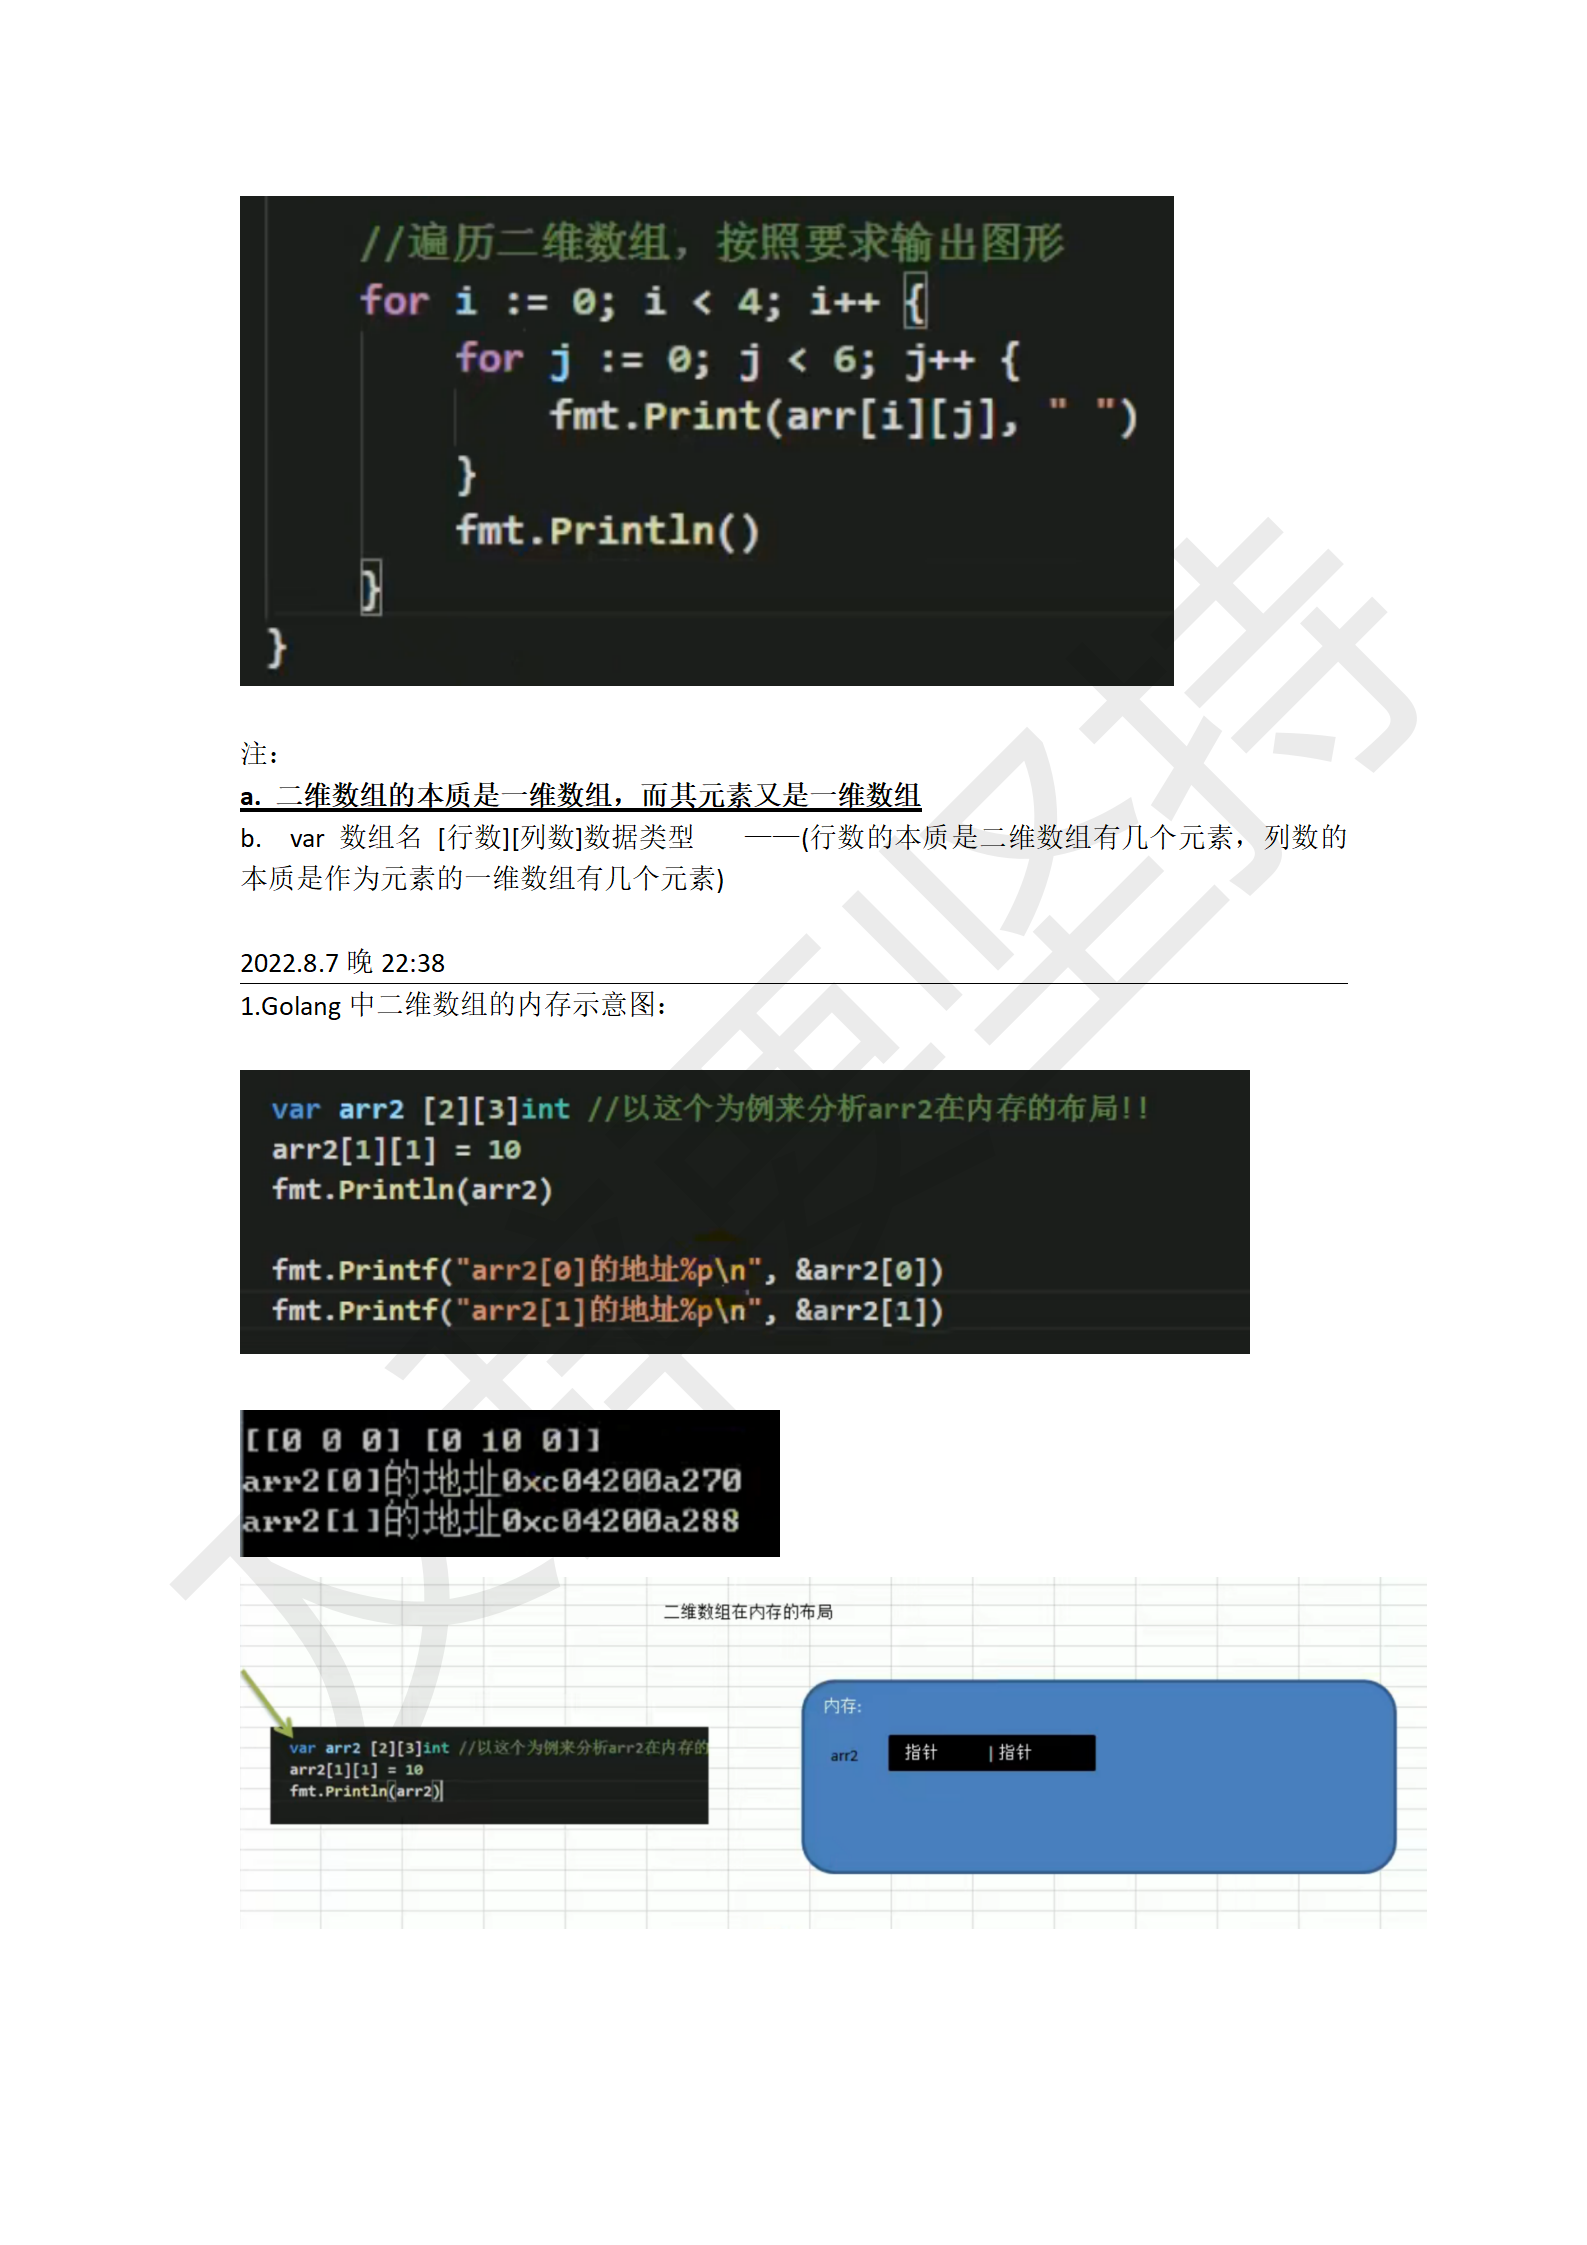 //遍历二维数组，按照要求输出图形
for i := 0; i < 4; i++ {
for j := 0; j < 6; j++ {
fmt.Print(arr[i][j], " ")
}
fmt.Println()
}
}
注：
a. 二维数组的本质是一维数组，而其元素又是一维数组
b. var 数组名 [行数][列数]数据类型 ——(行数的本质是二维数组有几个元素，列数的
本质是作为元素的一维数组有几个元素)
2022.8.7 晚 22:38
1.Golang 中二维数组的内存示意图：
var arr2 [2][3]int //以这个为例来分析arr2在内存的布局!!
arr2[1][1] = 10
fmt.Println(arr2)
fmt.Printf("arr2[0]的地址%p\n", &arr2[0])
fmt.Printf("arr2[1]的地址%p\n", &arr2[1])
[[0 0 0] [0 10 0]]
arr2[0]的地址0xc04200a270
arr2[1]的地址0xc04200a288
二维数组在内存的布局
内存:
var arr2 [2][3]int //以这个为例来分析arr2在内存的
arr2[1][1] = 10
fmt.Println(arr2)
arr2 指针 | 指针